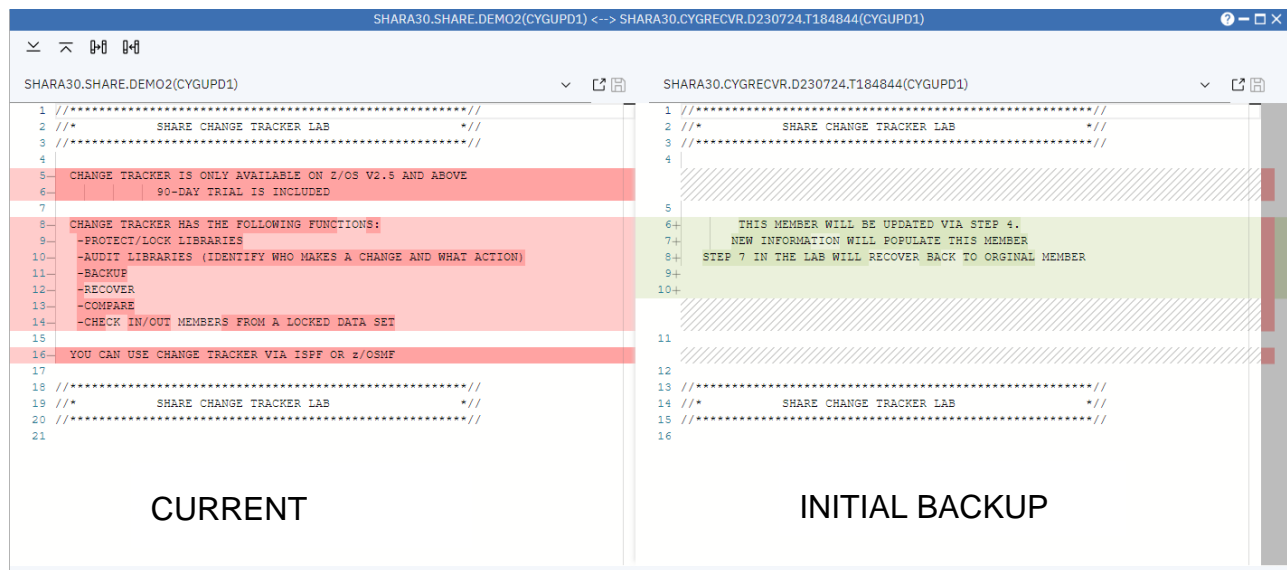 SHARA30.SHARE.DEMO2(CYGUPD1) <--> SHARA30.CYGRECVR.D230724.T184844(CYGUPD1)
SHARA30.SHARE.DEMO2(CYGUPD1)
1 //*******************************************************//
2 //* SHARE CHANGE TRACKER LAB *//
3 //*******************************************************//
4
5— CHANGE TRACKER IS ONLY AVAILABLE ON Z/OS V2.5 AND ABOVE
6— 90-DAY TRIAL IS INCLUDED
7
8— CHANGE TRACKER HAS THE FOLLOWING FUNCTIONS:
9— -PROTECT/LOCK LIBRARIES
10— -AUDIT LIBRARIES (IDENTIFY WHO MAKES A CHANGE AND WHAT ACTION)
11— -BACKUP
12— -RECOVER
13— -COMPARE
14— -CHECK IN/OUT MEMBERS FROM A LOCKED DATA SET
15
16— YOU CAN USE CHANGE TRACKER VIA ISPF OR z/OSMF
17
18 //*******************************************************//
19 //* SHARE CHANGE TRACKER LAB *//
20 //*******************************************************//
21
CURRENT
SHARA30.CYGRECVR.D230724.T184844(CYGUPD1)
1 //*******************************************************//
2 //* SHARE CHANGE TRACKER LAB *//
3 //*******************************************************//
4
5
6+ THIS MEMBER WILL BE UPDATED VIA STEP 4.
7+ NEW INFORMATION WILL POPULATE THIS MEMBER
8+ STEP 7 IN THE LAB WILL RECOVER BACK TO ORGINAL MEMBER
9+
10+
11
12
13 //*******************************************************//
14 //* SHARE CHANGE TRACKER LAB *//
15 //*******************************************************//
16
INITIAL BACKUP